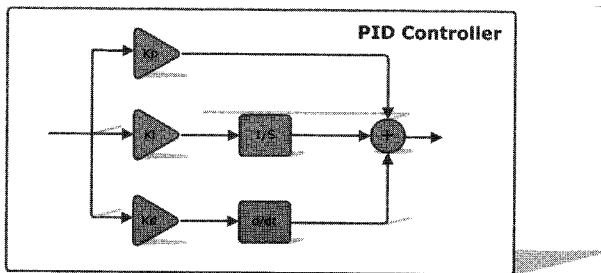 PID Controller
Kp
Ki
1/S
+
Kd
d/dt